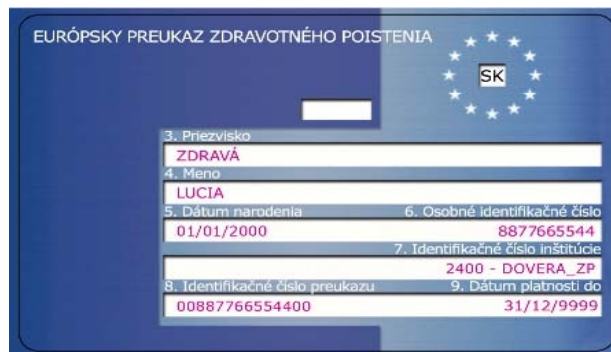 EURÓPSKY PREUKAZ ZDRAVOTNÉHO POISTENIA
SK
3. Priezvisko
ZDRAVÁ
4. Meno
LUCIA
5. Dátum narodenia 6. Osobné identifikačné číslo
01/01/2000 8877665544
7. Identifikačné číslo inštitúcie
2400 - DOVERA_ZP
8. Identifikačné číslo preukazu 9. Dátum platnosti do
00887766554400 31/12/9999